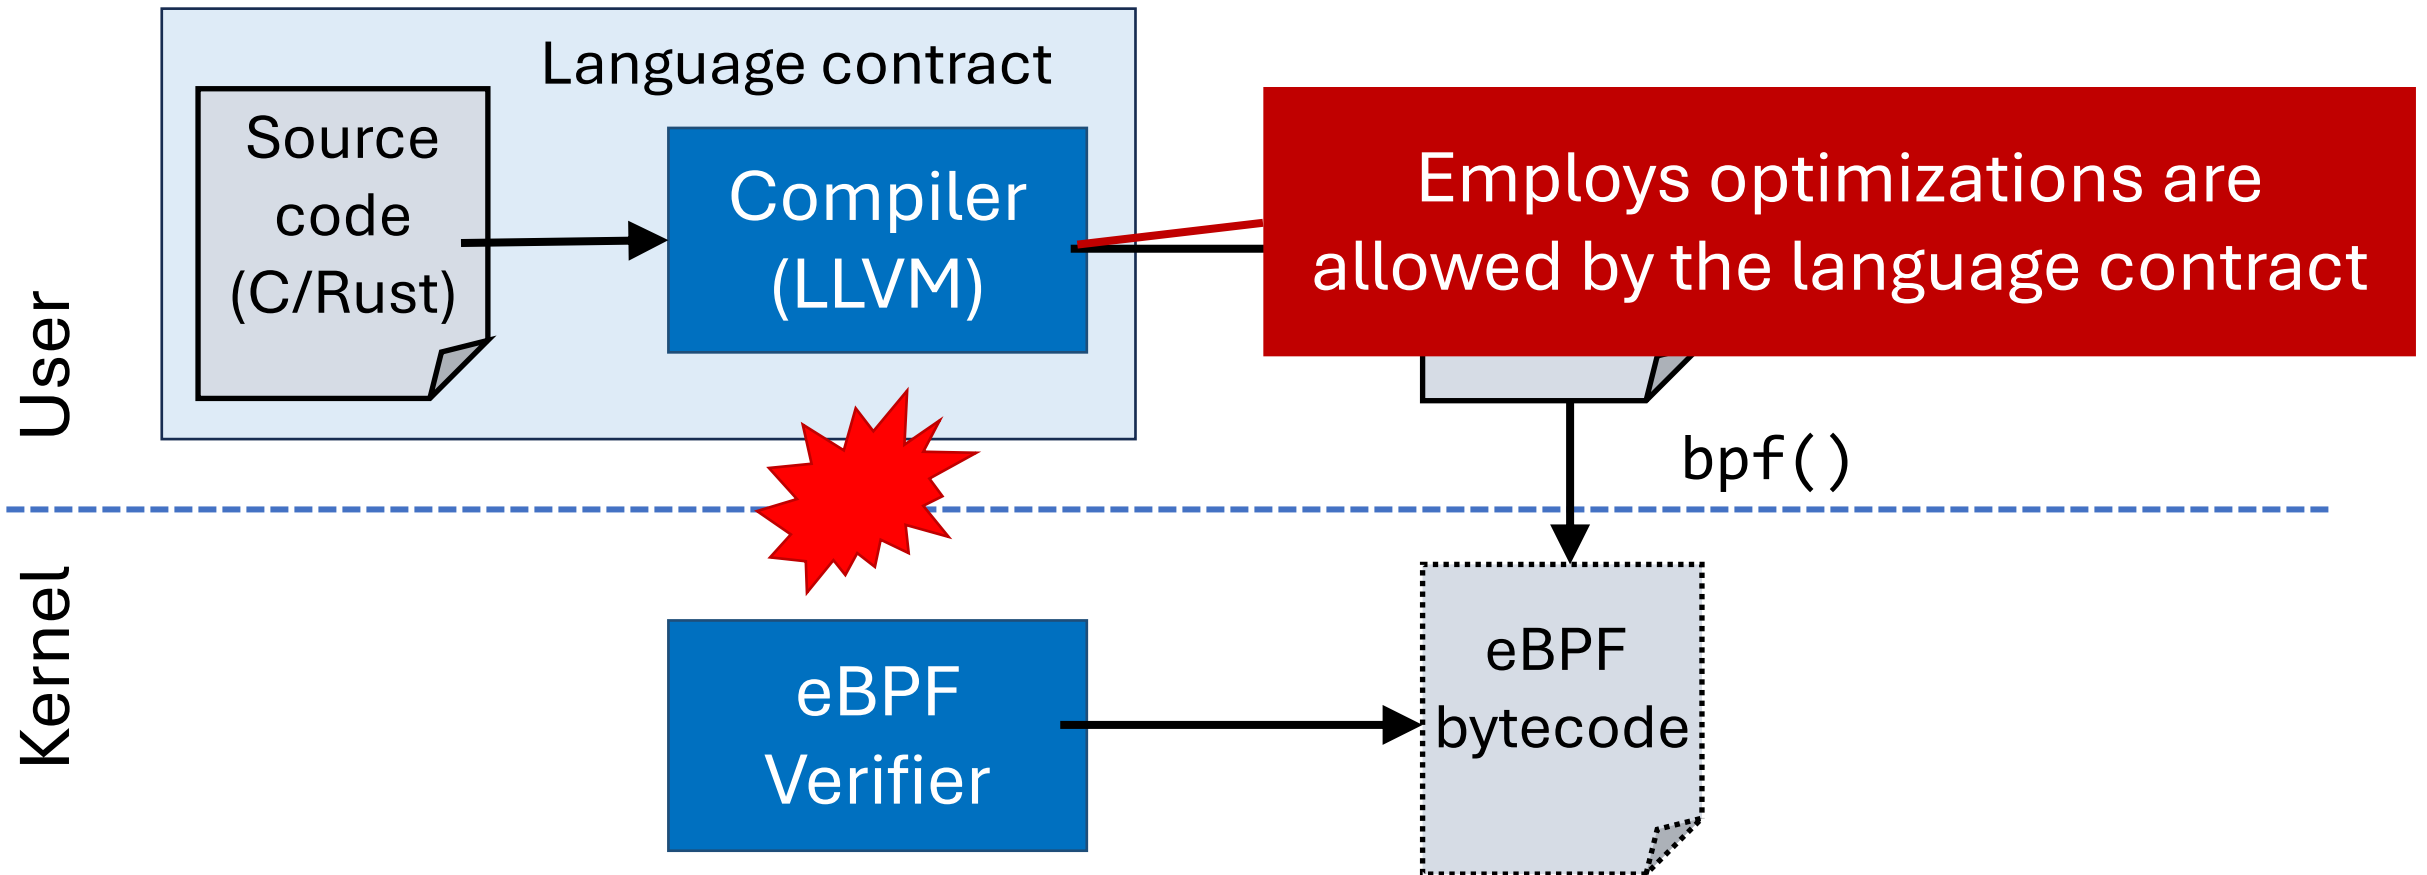 Language contract
Source
code
(C/Rust)
Compiler
(LLVM)
Employs optimizations are
allowed by the language contract
User
bpf()
Kernel
eBPF
Verifier
eBPF
bytecode